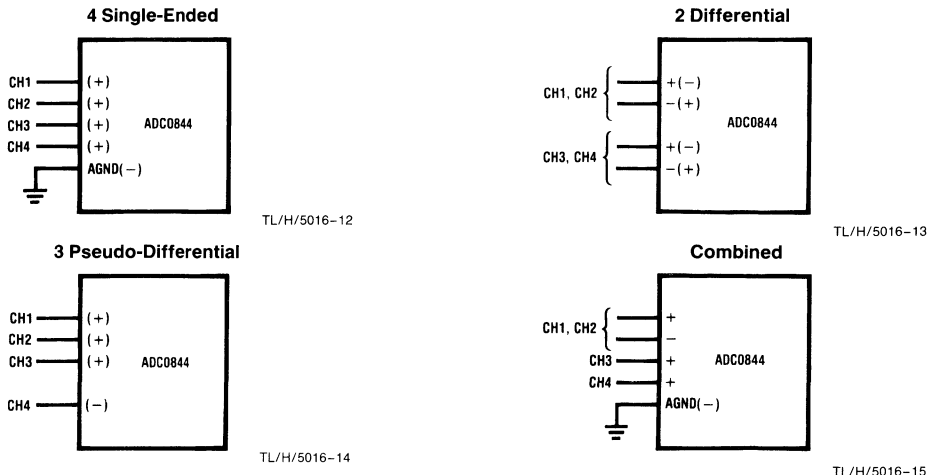 4 Single-Ended
CH1 (+)
CH2 (+)
CH3 (+)
CH4 (+)
AGND(−)
ADC0844
TL/H/5016–12
2 Differential
CH1, CH2
+(−)
−(+)
CH3, CH4
+(−)
−(+)
ADC0844
TL/H/5016–13
3 Pseudo-Differential
CH1 (+)
CH2 (+)
CH3 (+)
CH4 (−)
ADC0844
TL/H/5016–14
Combined
CH1, CH2
+
−
CH3 +
CH4 +
AGND(−)
ADC0844
TL/H/5016–15